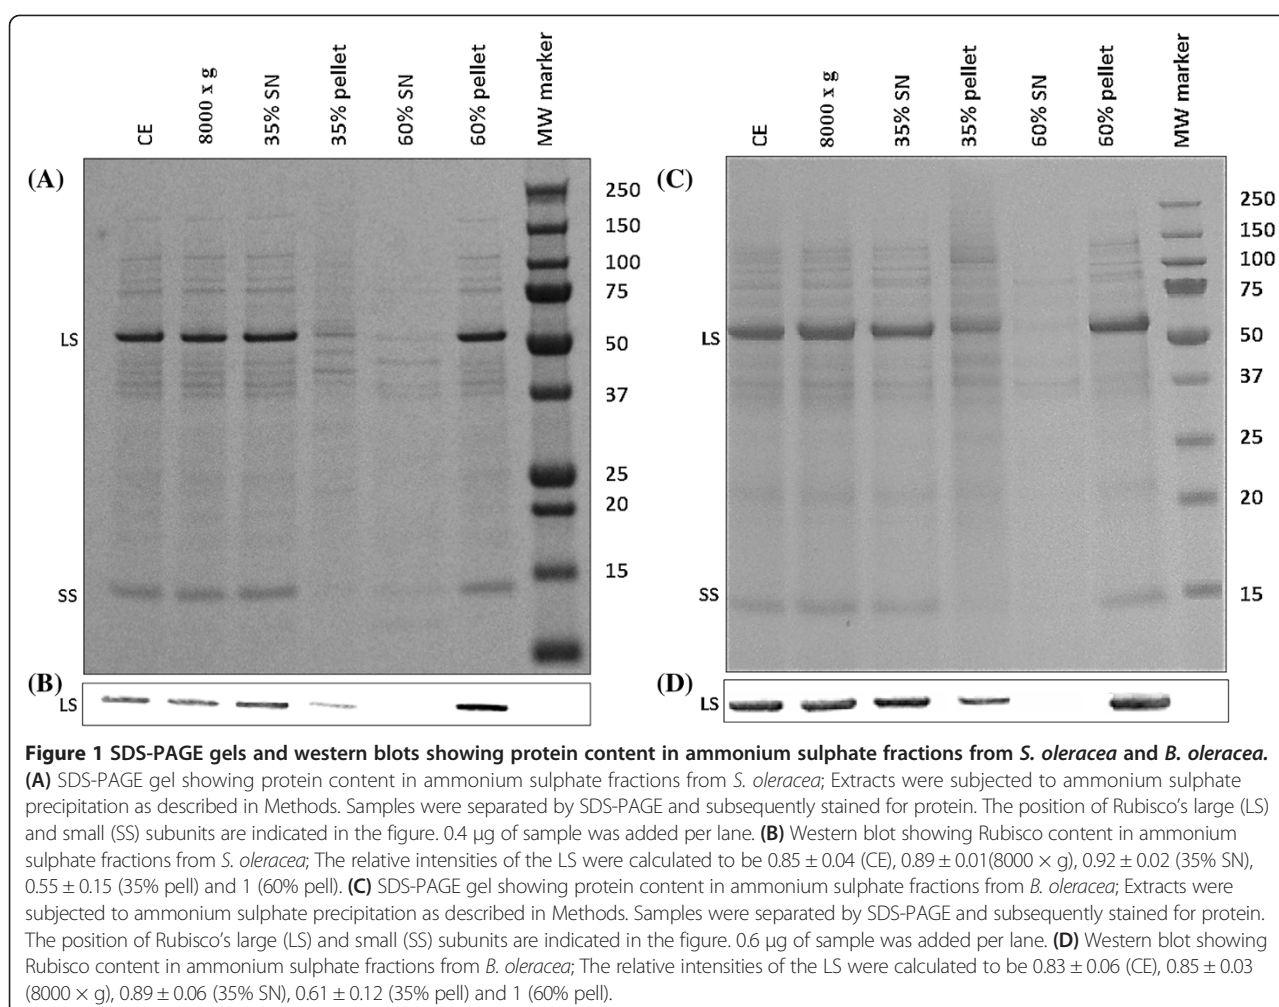 CE
8000 x g
35% SN
35% pellet
60% SN
60% pellet
MW marker
(A)
250
150
100
75
50
37
25
20
15
LS
SS
(B)
LS
CE
8000 x g
35% SN
35% pellet
60% SN
60% pellet
MW marker
(C)
250
150
100
75
50
37
25
20
15
LS
SS
(D)
LS
Figure 1 SDS-PAGE gels and western blots showing protein content in ammonium sulphate fractions from S. oleracea and B. oleracea.
(A) SDS-PAGE gel showing protein content in ammonium sulphate fractions from S. oleracea; Extracts were subjected to ammonium sulphate
precipitation as described in Methods. Samples were separated by SDS-PAGE and subsequently stained for protein. The position of Rubisco's large (LS)
and small (SS) subunits are indicated in the figure. 0.4 μg of sample was added per lane. (B) Western blot showing Rubisco content in ammonium
sulphate fractions from S. oleracea; The relative intensities of the LS were calculated to be 0.85 ± 0.04 (CE), 0.89 ± 0.01(8000 × g), 0.92 ± 0.02 (35% SN),
0.55 ± 0.15 (35% pell) and 1 (60% pell). (C) SDS-PAGE gel showing protein content in ammonium sulphate fractions from B. oleracea; Extracts were
subjected to ammonium sulphate precipitation as described in Methods. Samples were separated by SDS-PAGE and subsequently stained for protein.
The position of Rubisco's large (LS) and small (SS) subunits are indicated in the figure. 0.6 μg of sample was added per lane. (D) Western blot showing
Rubisco content in ammonium sulphate fractions from B. oleracea; The relative intensities of the LS were calculated to be 0.83 ± 0.06 (CE), 0.85 ± 0.03
(8000 × g), 0.89 ± 0.06 (35% SN), 0.61 ± 0.12 (35% pell) and 1 (60% pell).